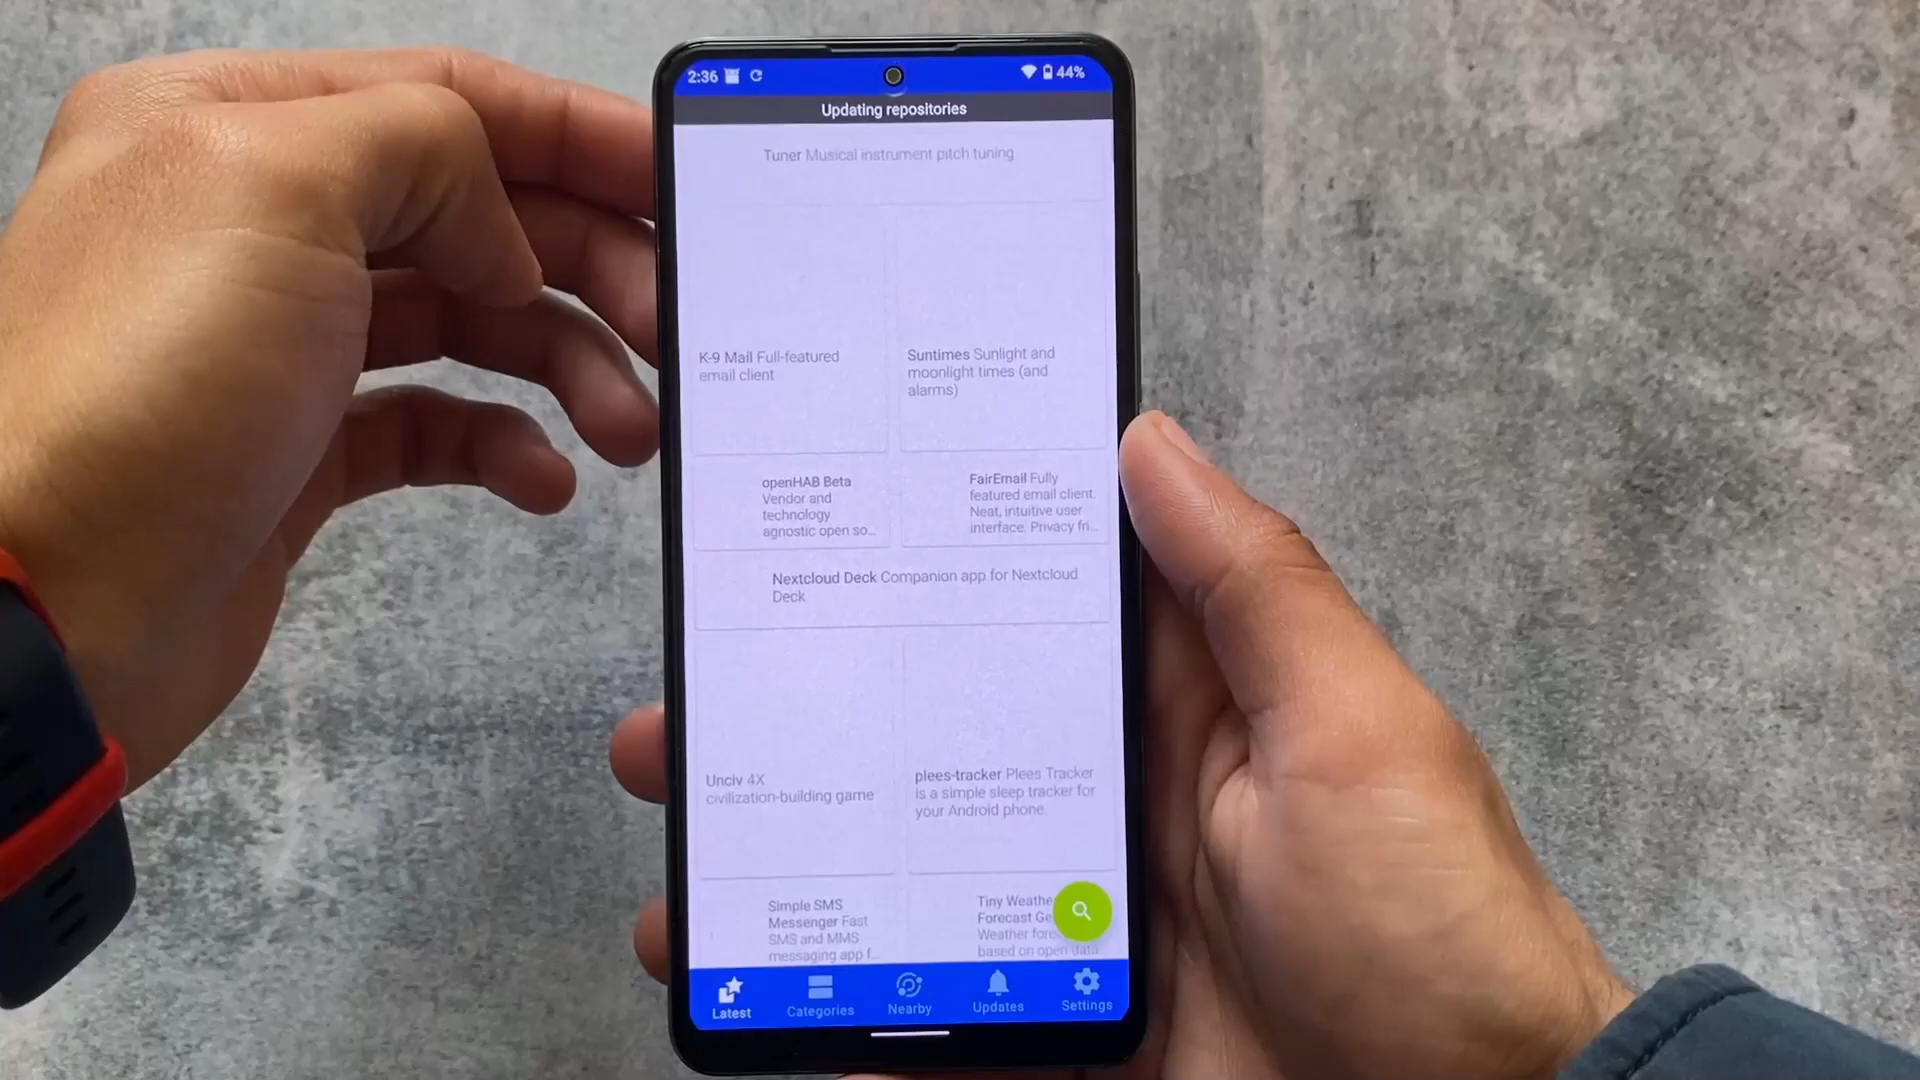 2:36
44%
Updating repositories
Tuner Musical instrument pitch tuning
K-9 Mail Full-featured
email client
Suntimes Sunlight and
moonlight times (and
alarms)
openHAB Beta
Vendor and
technology
agnostic open so...
FairEmail Fully
featured email client.
Neat, intuitive user
interface. Privacy fri...
Nextcloud Deck Companion app for Nextcloud
Deck
Unciv 4X
civilization-building game
plees-tracker Plees Tracker
is a simple sleep tracker for
your Android phone.
Simple SMS
Messenger Fast
SMS and MMS
messaging app f...
Tiny Weathe
Forecast Ge
Weather fore
based on open data
Latest
Categories
Nearby
Updates
Settings